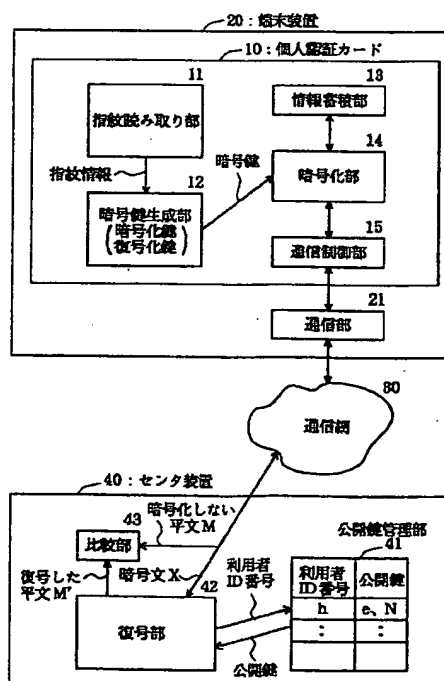 20：端末装置
10：個人認証カード
11
指紋読み取り部
13
情報蓄積部
指紋情報
12
暗号鍵生成部
(暗号化鍵
復号化鍵)
暗号鍵
14
暗号化部
15
通信制御部
21
通信部
80
通信網
40：センタ装置
43
比較部
暗号化しない
平文M
復号した
平文M'
暗号文X
42
復号部
利用者
ID番号
公開鍵
公開鍵管理部
41
利用者
ID番号
公開鍵
h
e、N
:
: